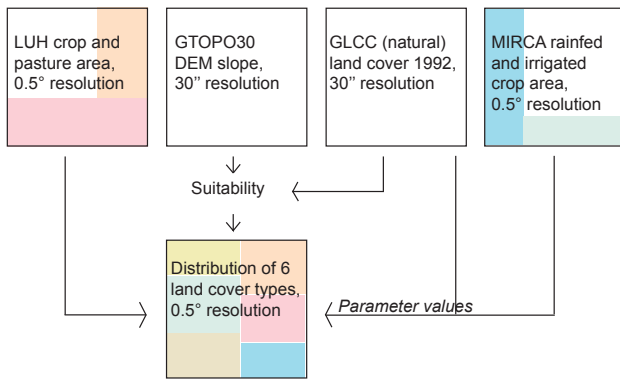 LUH crop and
pasture area,
0.5° resolution
GTOPO30
DEM slope,
30’’ resolution
GLCC (natural)
land cover 1992,
30’’ resolution
MIRCA rainfed
and irrigated
crop area,
0.5° resolution
Suitability
Distribution of 6
land cover types,
0.5° resolution
Parameter values